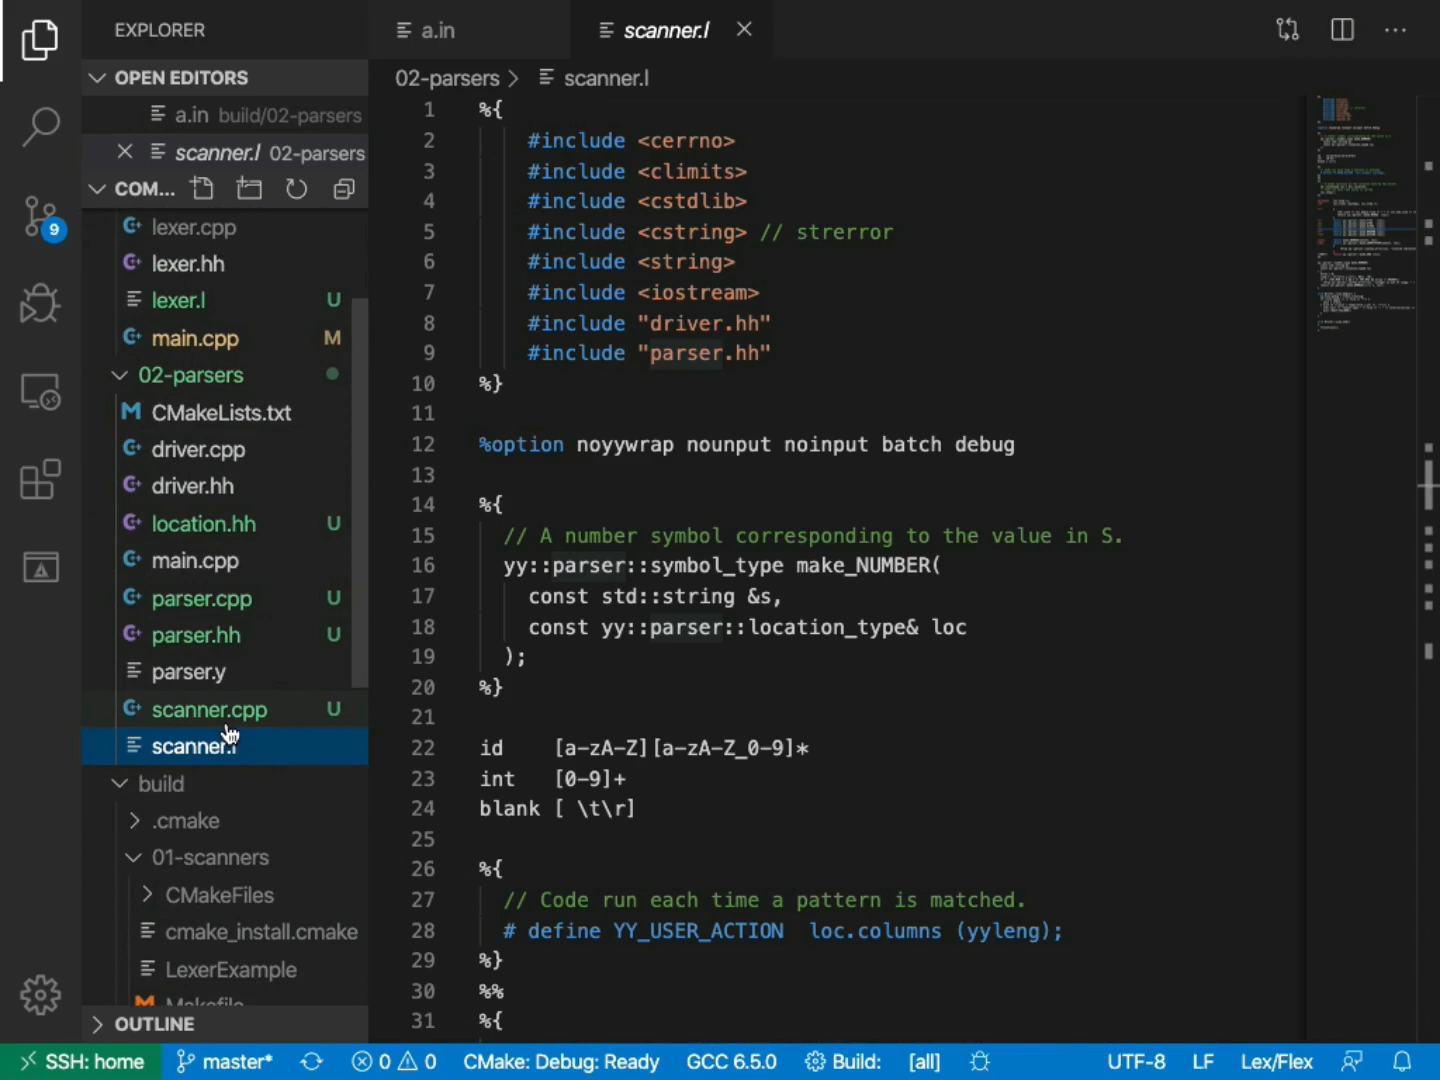 EXPLORER
OPEN EDITORS
a.in build/02-parsers
scanner.l 02-parsers
COM...
lexer.cpp
lexer.hh
lexer.l U
main.cpp M
02-parsers
CMakeLists.txt
driver.cpp
driver.hh
location.hh U
main.cpp
parser.cpp U
parser.hh U
parser.y
scanner.cpp U
scanner.l
build
.cmake
01-scanners
CMakeFiles
cmake_install.cmake
LexerExample
Makefile
OUTLINE
9
a.in
scanner.l
02-parsers > scanner.l
1 %{
2 #include <cerrno>
3 #include <climits>
4 #include <cstdlib>
5 #include <cstring> // strerror
6 #include <string>
7 #include <iostream>
8 #include "driver.hh"
9 #include "parser.hh"
10 %}
11
12 %option noyywrap nounput noinput batch debug
13
14 %{
15 // A number symbol corresponding to the value in S.
16 yy::parser::symbol_type make_NUMBER(
17 const std::string &s,
18 const yy::parser::location_type& loc
19 );
20 %}
21
22 id [a-zA-Z][a-zA-Z_0-9]*
23 int [0-9]+
24 blank [ \t\r]
25
26 %{
27 // Code run each time a pattern is matched.
28 # define YY_USER_ACTION loc.columns (yyleng);
29 %}
30 %%
31 %{
SSH: home master* 0 0 CMake: Debug: Ready GCC 6.5.0 Build: [all] UTF-8 LF Lex/Flex